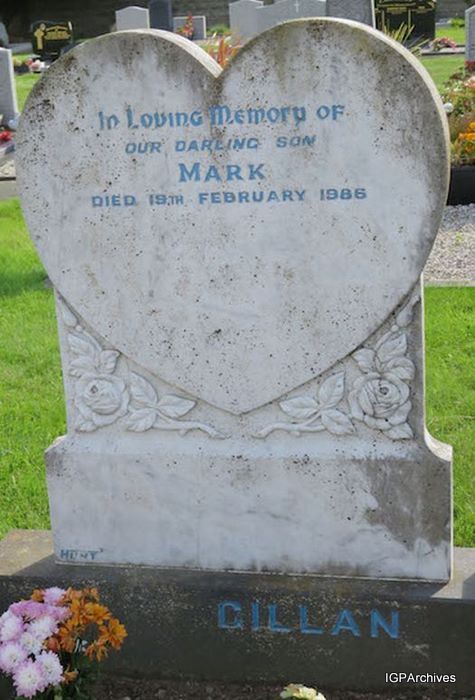 In Loving Memory of
OUR DARLING SON
MARK
DIED 19TH FEBRUARY 1986
HUNT
GILLAN
IGPArchives